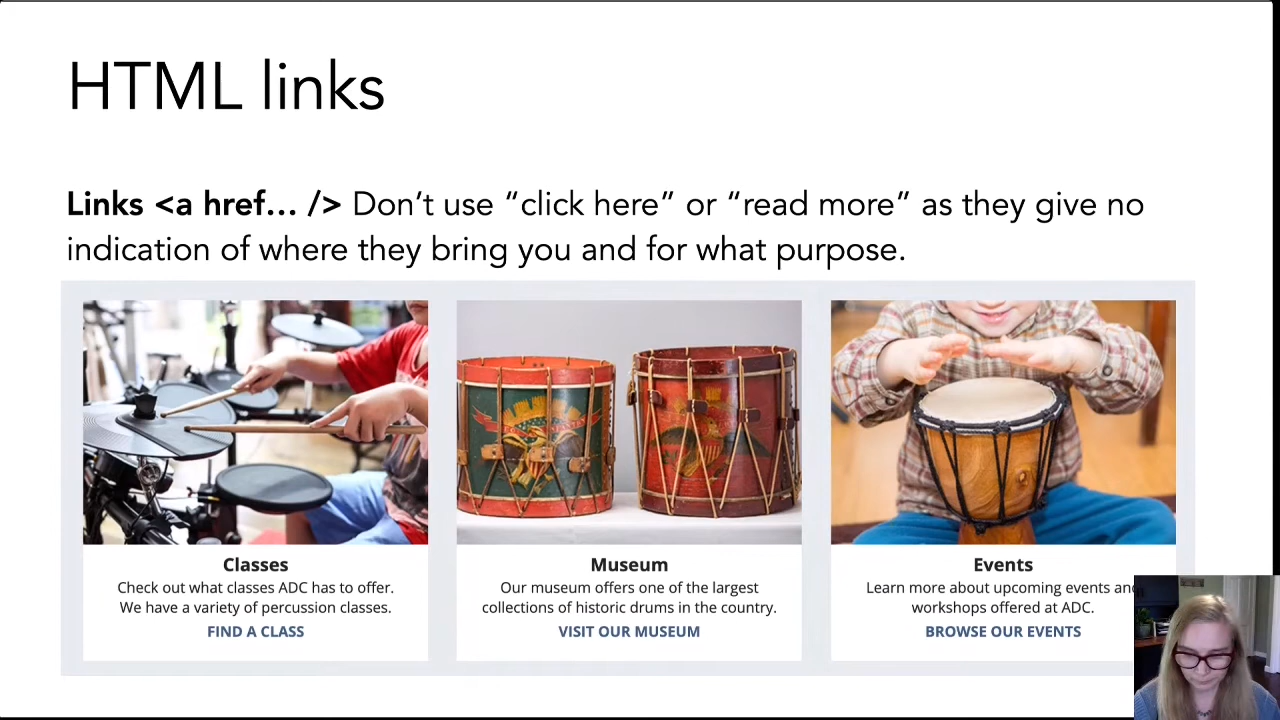 HTML links
Links <a href… /> Don’t use “click here” or “read more” as they give no
indication of where they bring you and for what purpose.
Classes
Check out what classes ADC has to offer.
We have a variety of percussion classes.
FIND A CLASS
Museum
Our museum offers one of the largest
collections of historic drums in the country.
VISIT OUR MUSEUM
Events
Learn more about upcoming events and
workshops offered at ADC.
BROWSE OUR EVENTS